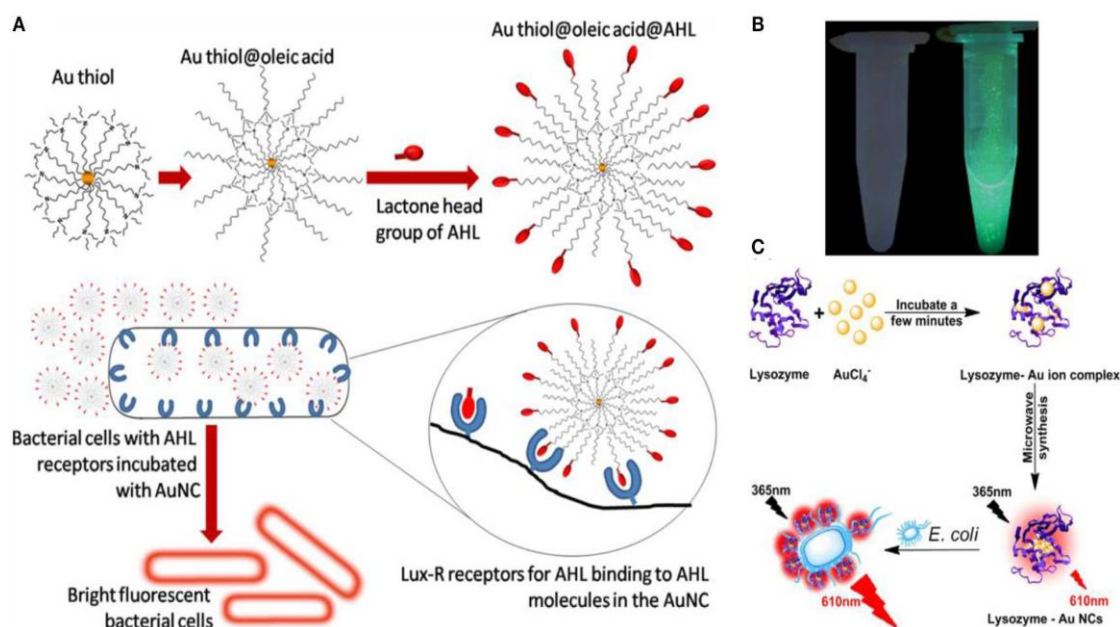 A
Au thiol
Au thiol@oleic acid
Au thiol@oleic acid@AHL
Lactone head
group of AHL
Bacterial cells with AHL
receptors incubated
with AuNC
Bright fluorescent
bacterial cells
Lux-R receptors for AHL binding to AHL
molecules in the AuNC
B
C
+
Incubate a
few minutes
Lysozyme
AuCl₄⁻
Lysozyme- Au ion complex
Microwave
synthesis
365nm
365nm
E. coli
610nm
610nm
Lysozyme - Au NCs